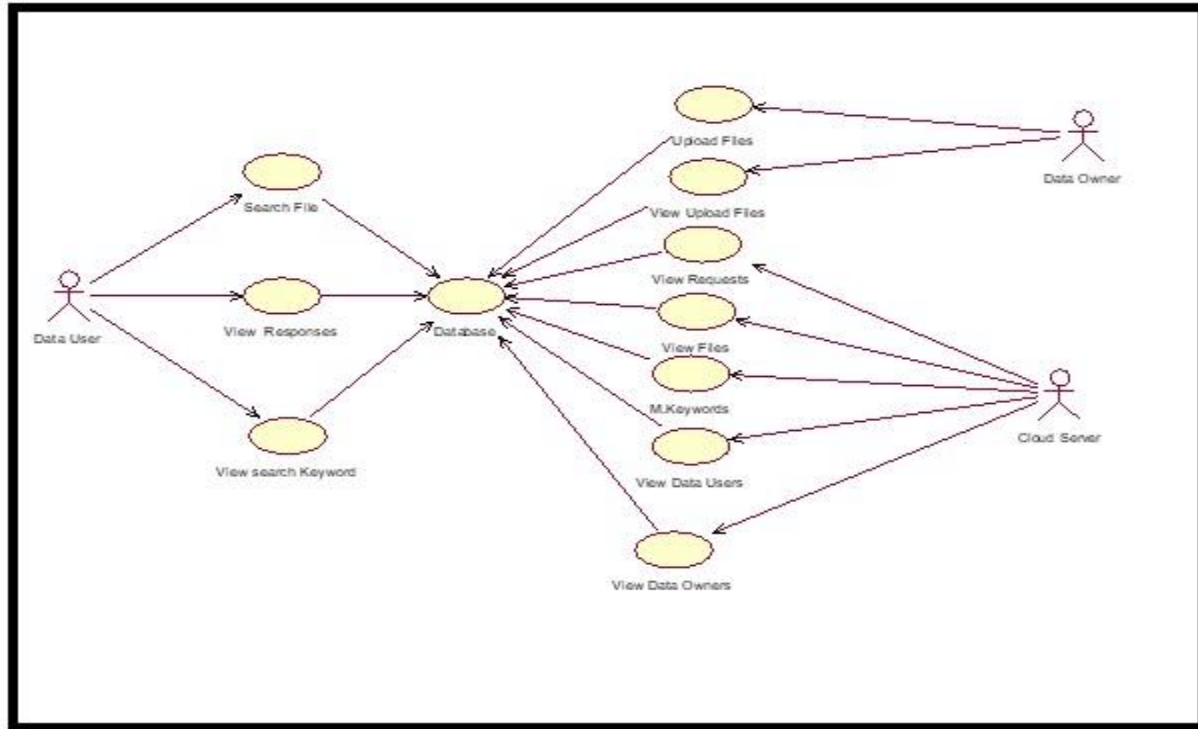 Upload Files
Data Owner
Search File
View Upload Files
View Requests
Data User
View Responses
Database
View Files
M.Keywords
Cloud Server
View search Keyword
View Data Users
View Data Owners